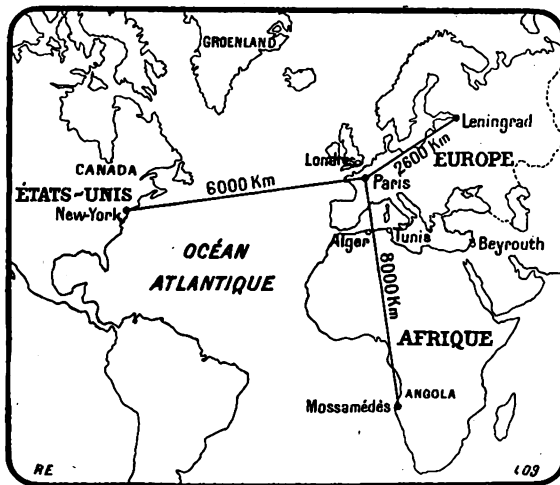 GROENLAND
Leningrad
Londres
2600 Km
EUROPE
CANADA
6000 Km
Paris
ÉTATS-UNIS
New-York
Alger
Tunis
Beyrouth
OCÉAN
ATLANTIQUE
8000 Km
AFRIQUE
Mossamédès
ANGOLA
RE
409